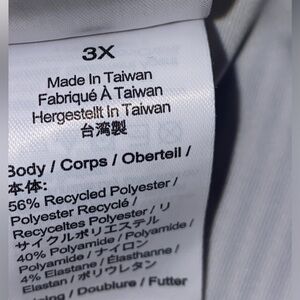 3X
Made In Taiwan
Fabriqué À Taiwan
Hergestellt In Taiwan
台湾製
Body / Corps / Oberteil /
本体:
56% Recycled Polyester /
Polyester Recyclé /
Recyceltes Polyester / リ
サイクルポリエステル
40% Polyamide / Polyamide /
Polyamide / ナイロン
4% Elastane / Élasthanne /
Elastan / ポリウレタン
/ Doublure / Futter